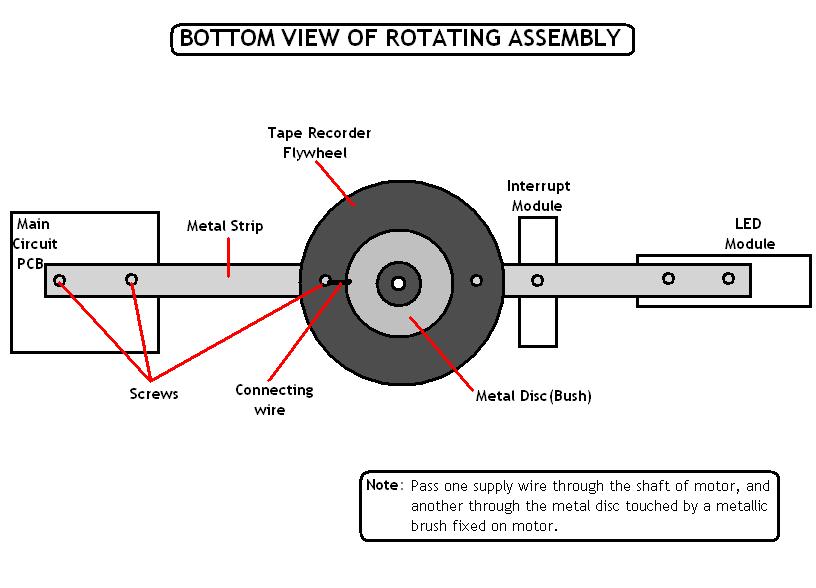 BOTTOM VIEW OF ROTATING ASSEMBLY
Tape Recorder
Flywheel
Interrupt
Module
Main
Circuit
PCB
Metal Strip
LED
Module
Screws
Connecting
wire
Metal Disc(Bush)
Note: Pass one supply wire through the shaft of motor, and
another through the metal disc touched by a metallic
brush fixed on motor.